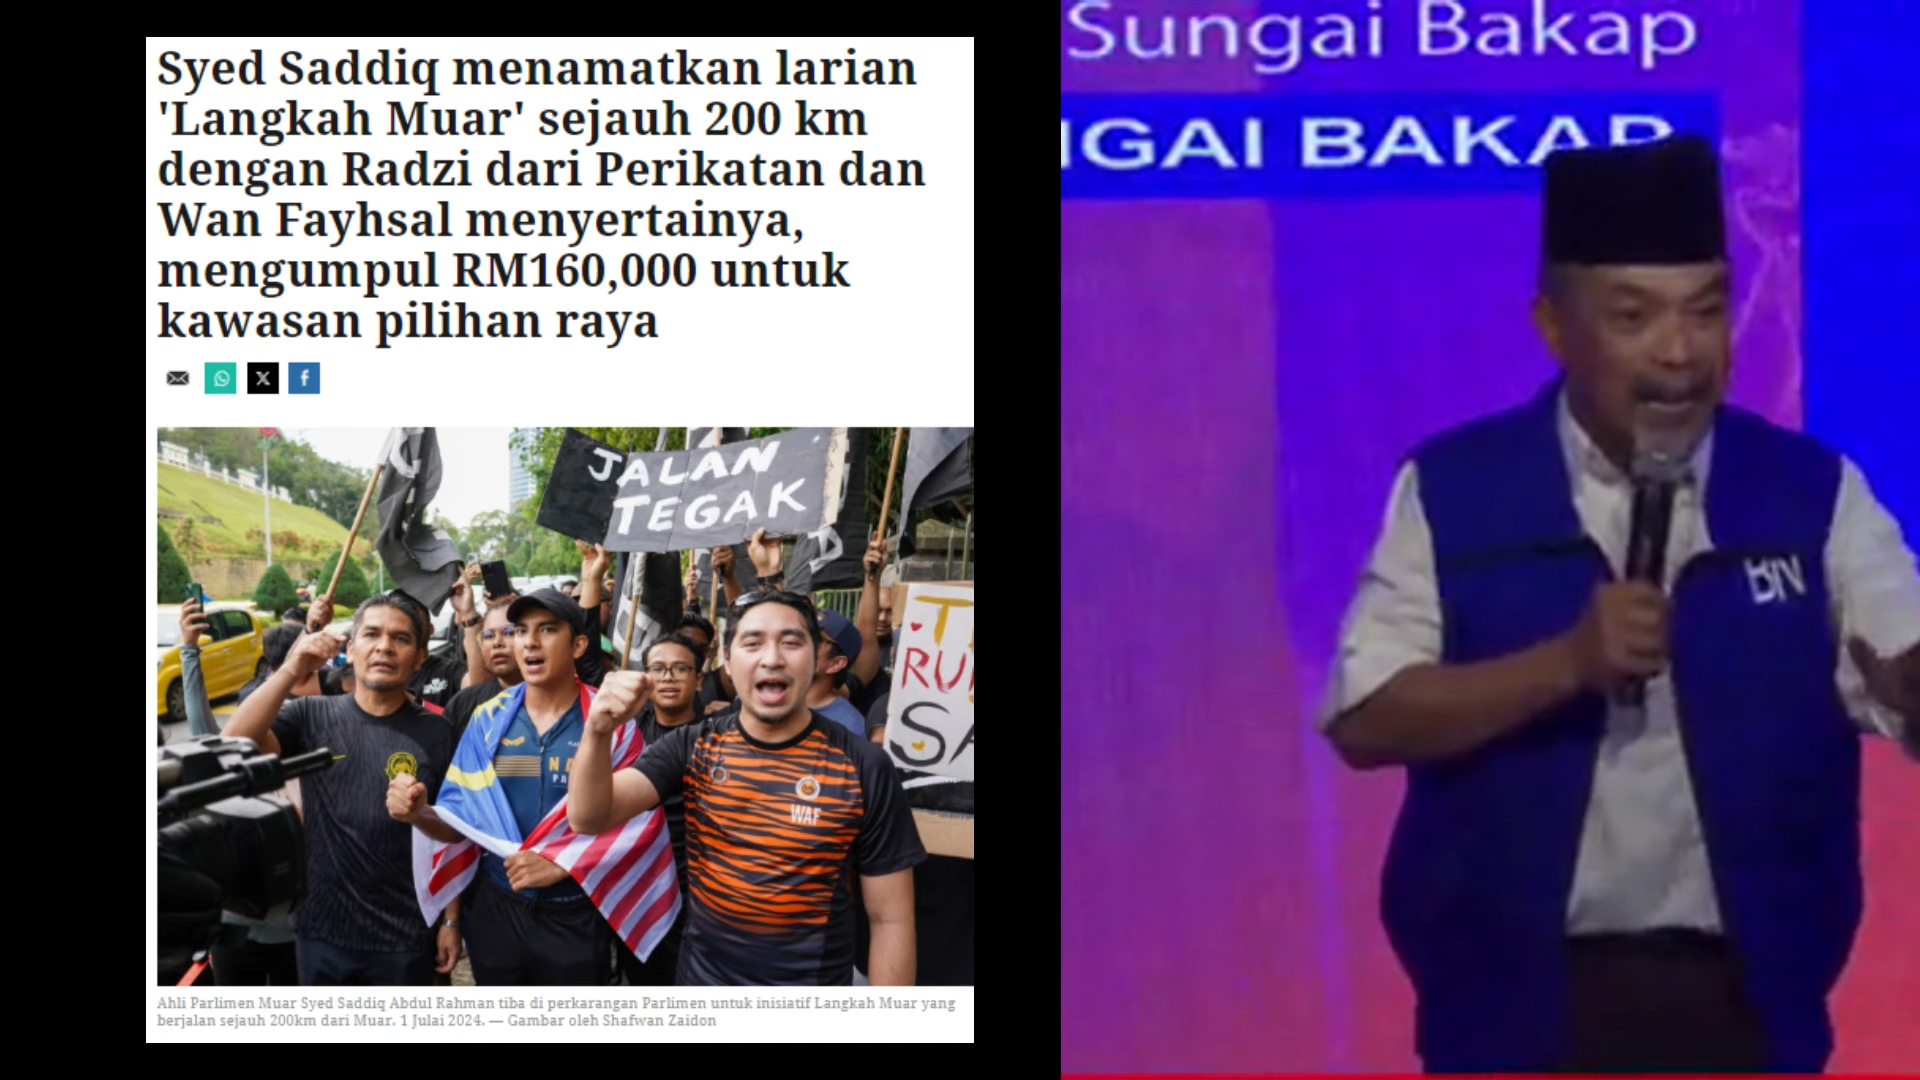 Syed Saddiq menamatkan larian
'Langkah Muar' sejauh 200 km
dengan Radzi dari Perikatan dan
Wan Fayhsal menyertainya,
mengumpul RM160,000 untuk
kawasan pilihan raya
JALAN
TEGAK
WAF
Ahli Parlimen Muar Syed Saddiq Abdul Rahman tiba di perkarangan Parlimen untuk inisiatif Langkah Muar yang
berjalan sejauh 200km dari Muar. 1 Julai 2024. — Gambar oleh Shafwan Zaidon
Sungai Bakap
NGAI BAKAP
BN